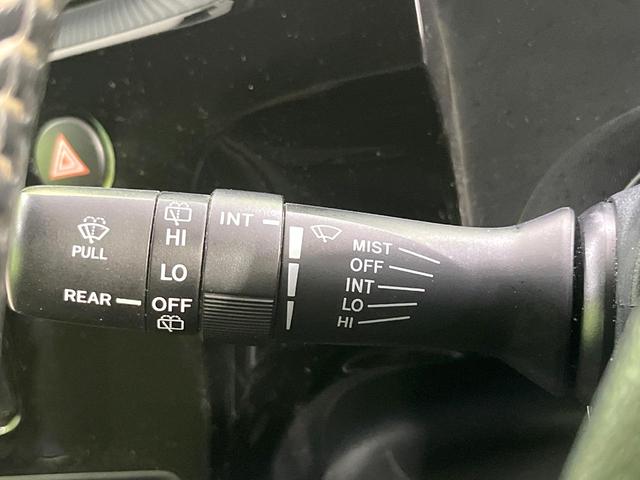 PULL
REAR
HI
LO
OFF
INT
MIST
OFF
INT
LO
HI